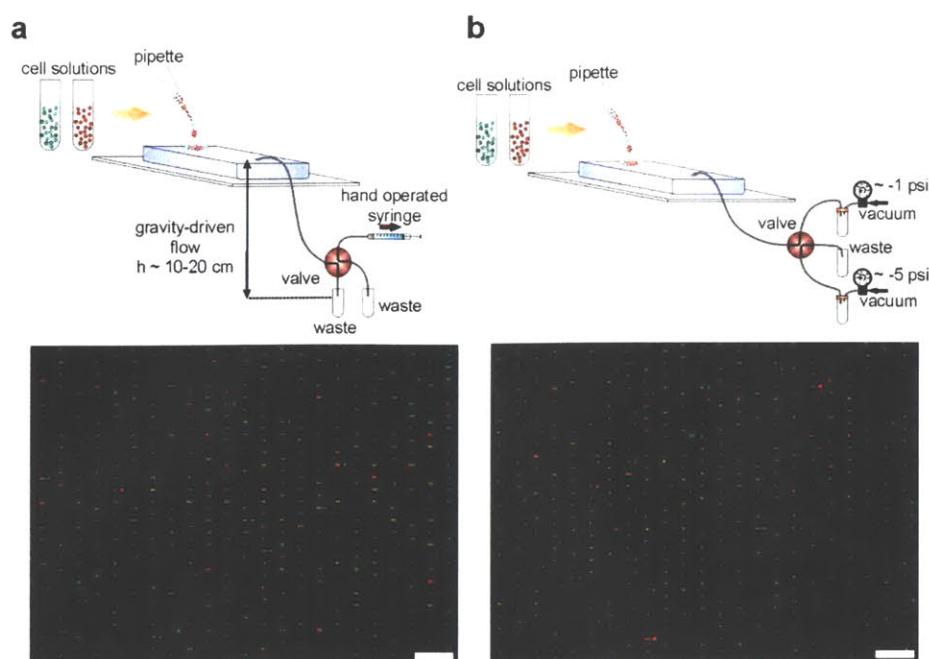 a
pipette
cell solutions
hand operated
syringe
gravity-driven
flow
h ~ 10-20 cm
valve
waste
waste
b
pipette
cell solutions
~ -1 psi
vacuum
valve
waste
~ -5 psi
vacuum